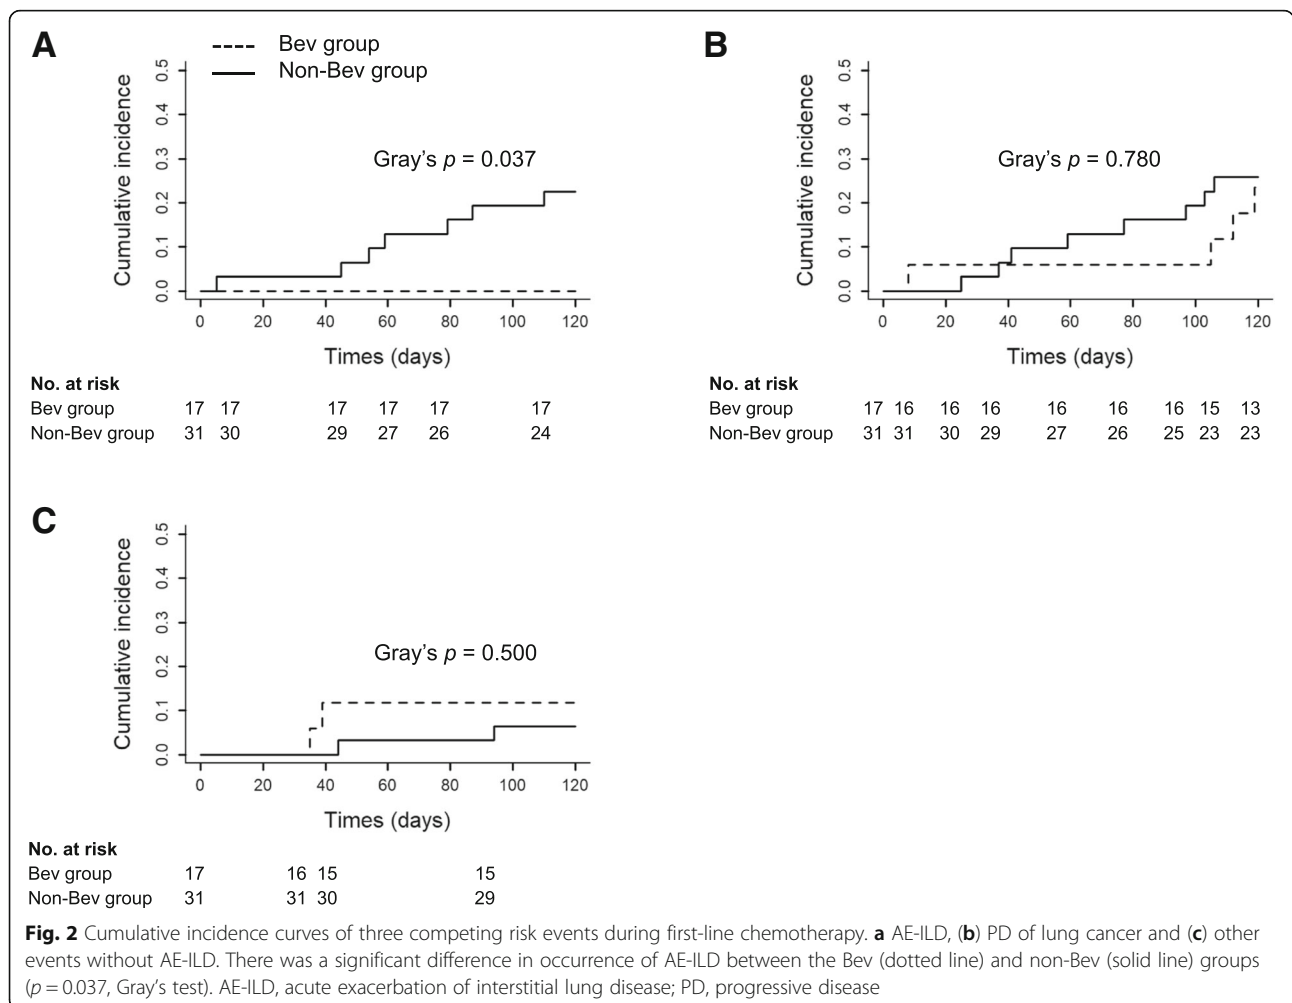 A
Bev group
Non-Bev group
Cumulative incidence
0.5
0.4
0.3
0.2
0.1
0.0
Gray's p = 0.037
0 20 40 60 80 100 120
Times (days)
No. at risk
Bev group 17 17 17 17 17 17
Non-Bev group 31 30 29 27 26 24
B
Cumulative incidence
0.5
0.4
0.3
0.2
0.1
0.0
Gray's p = 0.780
0 20 40 60 80 100 120
Times (days)
No. at risk
Bev group 17 16 16 16 16 16 16 15 13
Non-Bev group 31 31 30 29 27 26 25 23 23
C
Cumulative incidence
0.5
0.4
0.3
0.2
0.1
0.0
Gray's p = 0.500
0 20 40 60 80 100 120
Times (days)
No. at risk
Bev group 17 16 15 15
Non-Bev group 31 31 30 29
Fig. 2 Cumulative incidence curves of three competing risk events during first-line chemotherapy. a AE-ILD, (b) PD of lung cancer and (c) other
events without AE-ILD. There was a significant difference in occurrence of AE-ILD between the Bev (dotted line) and non-Bev (solid line) groups
(p = 0.037, Gray's test). AE-ILD, acute exacerbation of interstitial lung disease; PD, progressive disease